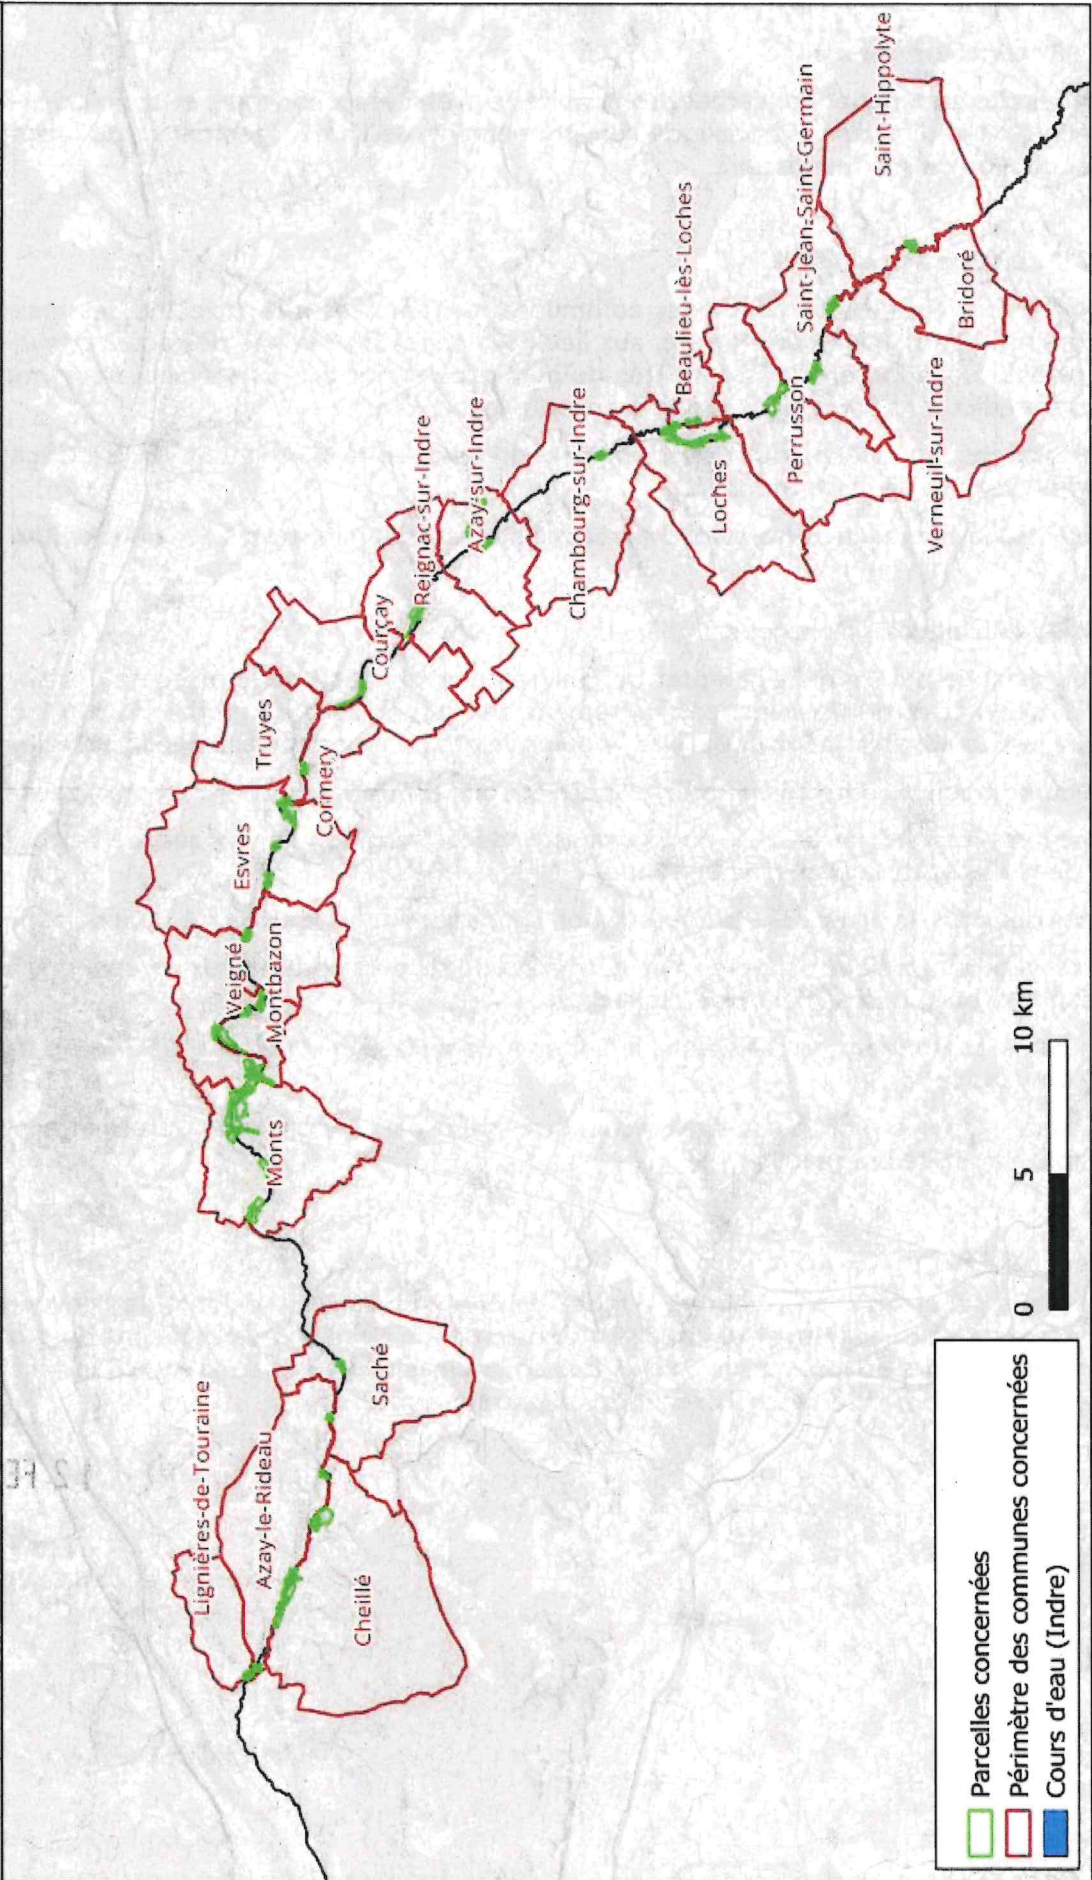 Lignières-de-Touraine
Azay-le-Rideau
Cheillé
Saché
Monts
Veigné
Montbazon
Esvres
Cormery
Truyes
Courçay
Reignac-sur-Indre
Azay-sur-Indre
Chambourg-sur-Indre
Beaulieu-lès-Loches
Loches
Perrusson
Saint-Jean-Saint-Germain
Verneuil-sur-Indre
Bridoré
Saint-Hippolyte
Parcelles concernées
Périmètre des communes concernées
Cours d'eau (Indre)
0 5 10 km